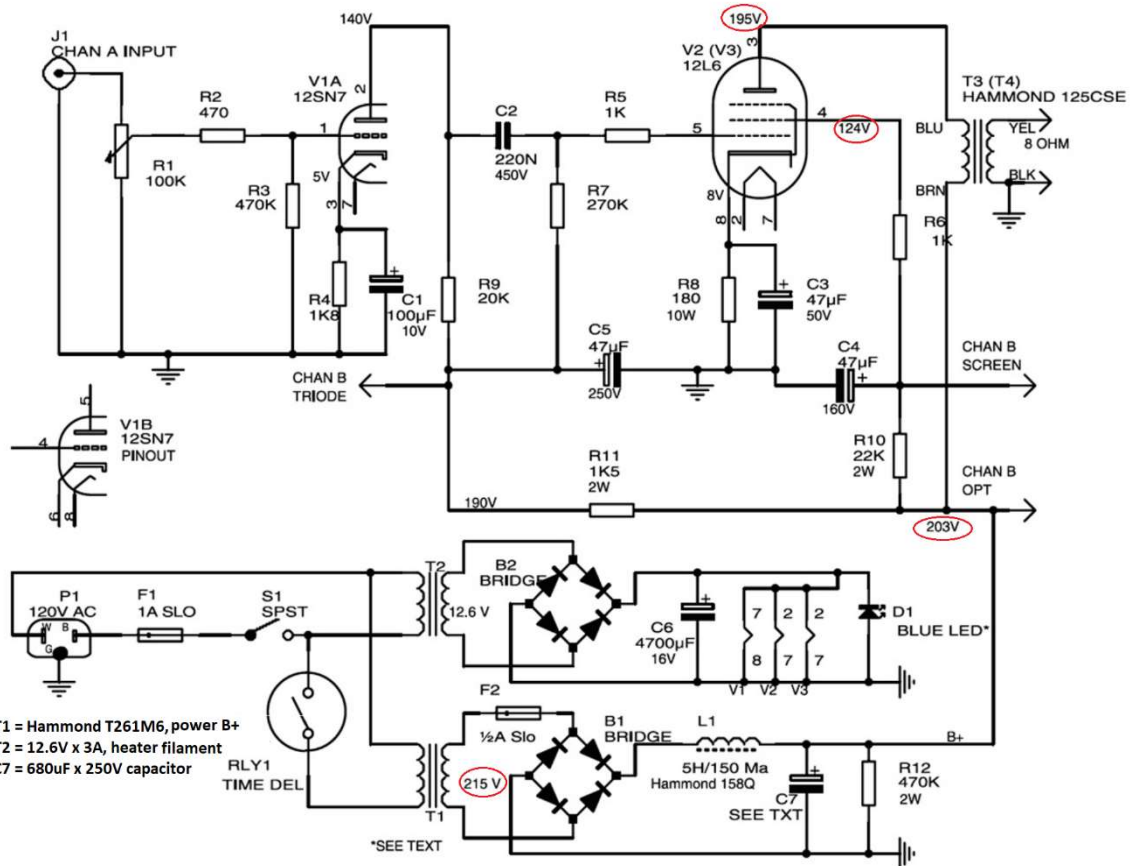 J1
CHAN A INPUT
140V
195V
3
V2 (V3)
12L6
T3 (T4)
HAMMOND 125CSE
V1A
12SN7
2
R2
470
1
C2
220N
450V
R5
1K
5
4
124V
BLU
YEL
8 OHM
BLK
BRN
R1
100K
R3
470K
5V
3
7
R7
270K
8V
8
2
7
R6
1K
R4
1K8
+
C1
100µF
10V
R9
20K
R8
180
10W
+
C3
47µF
50V
C5
47µF
+
250V
C4
47µF
+
160V
CHAN B
TRIODE
CHAN B
SCREEN
5
4
V1B
12SN7
PINOUT
6
8
R11
1K5
2W
R10
22K
2W
CHAN B
OPT
190V
203V
P1
120V AC
W
B
G
F1
1A SLO
S1
SPST
T2
12.6 V
B2
BRIDGE
+
C6
4700µF
16V
7
2
2
8
7
7
V1
V2
V3
D1
BLUE LED*
RLY1
TIME DEL
F2
½A Slo
215 V
T1
B1
BRIDGE
L1
5H/150 Ma
Hammond 158Q
B+
+
C7
SEE TXT
R12
470K
2W
*SEE TEXT
T1 = Hammond T261M6, power B+
T2 = 12.6V x 3A, heater filament
C7 = 680uF x 250V capacitor